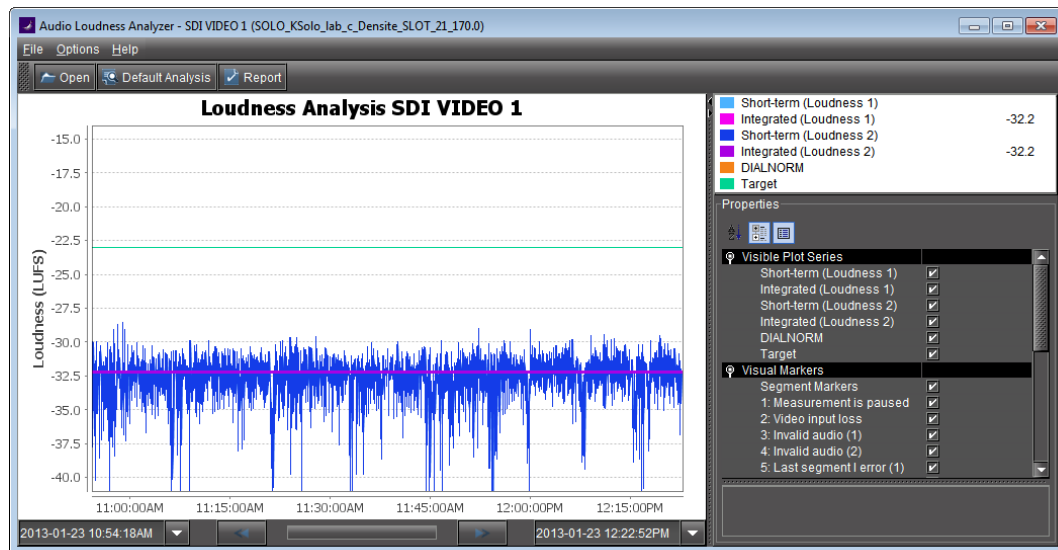 Audio Loudness Analyzer - SDI VIDEO 1 (SOLO_KSolo_lab_c_Densite_SLOT_21_170.0)
File Options Help
Open Default Analysis Report
Loudness Analysis SDI VIDEO 1
Loudness (LUFS)
-15.0
-17.5
-20.0
-22.5
-25.0
-27.5
-30.0
-32.5
-35.0
-37.5
-40.0
11:00:00AM 11:15:00AM 11:30:00AM 11:45:00AM 12:00:00PM 12:15:00PM
2013-01-23 10:54:18AM 2013-01-23 12:22:52PM
Short-term (Loudness 1)
Integrated (Loudness 1) -32.2
Short-term (Loudness 2)
Integrated (Loudness 2) -32.2
DIALNORM
Target
Properties
Visible Plot Series
Short-term (Loudness 1)
Integrated (Loudness 1)
Short-term (Loudness 2)
Integrated (Loudness 2)
DIALNORM
Target
Visual Markers
Segment Markers
1: Measurement is paused
2: Video input loss
3: Invalid audio (1)
4: Invalid audio (2)
5: Last segment I error (1)